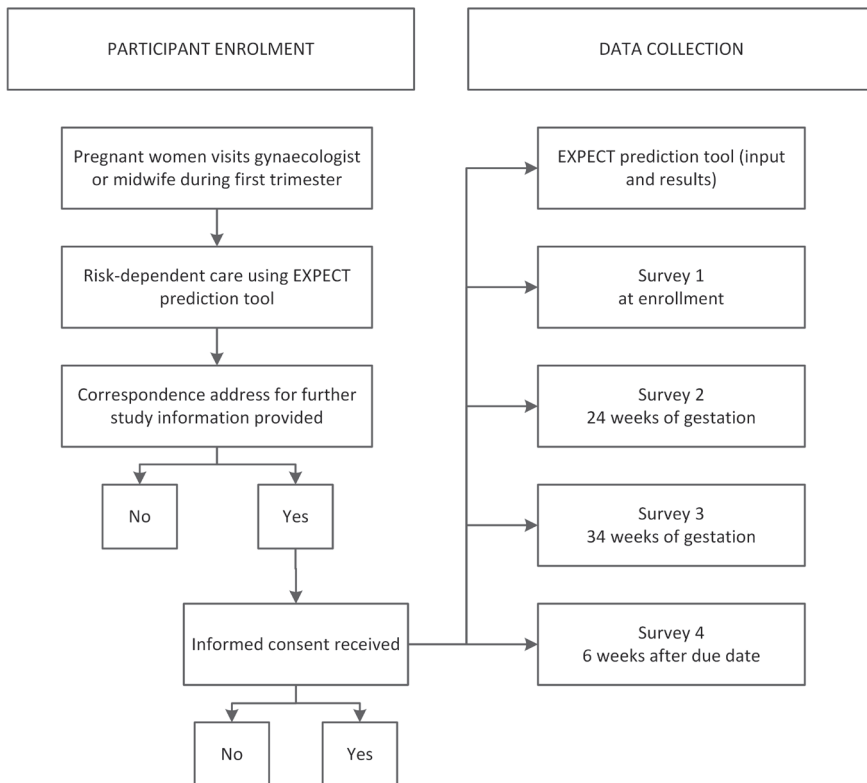 PARTICIPANT ENROLMENT
DATA COLLECTION
Pregnant women visits gynaecologist
or midwife during first trimester
Risk-dependent care using EXPECT
prediction tool
Correspondence address for further
study information provided
No
Yes
Informed consent received
No
Yes
EXPECT prediction tool (input
and results)
Survey 1
at enrollment
Survey 2
24 weeks of gestation
Survey 3
34 weeks of gestation
Survey 4
6 weeks after due date